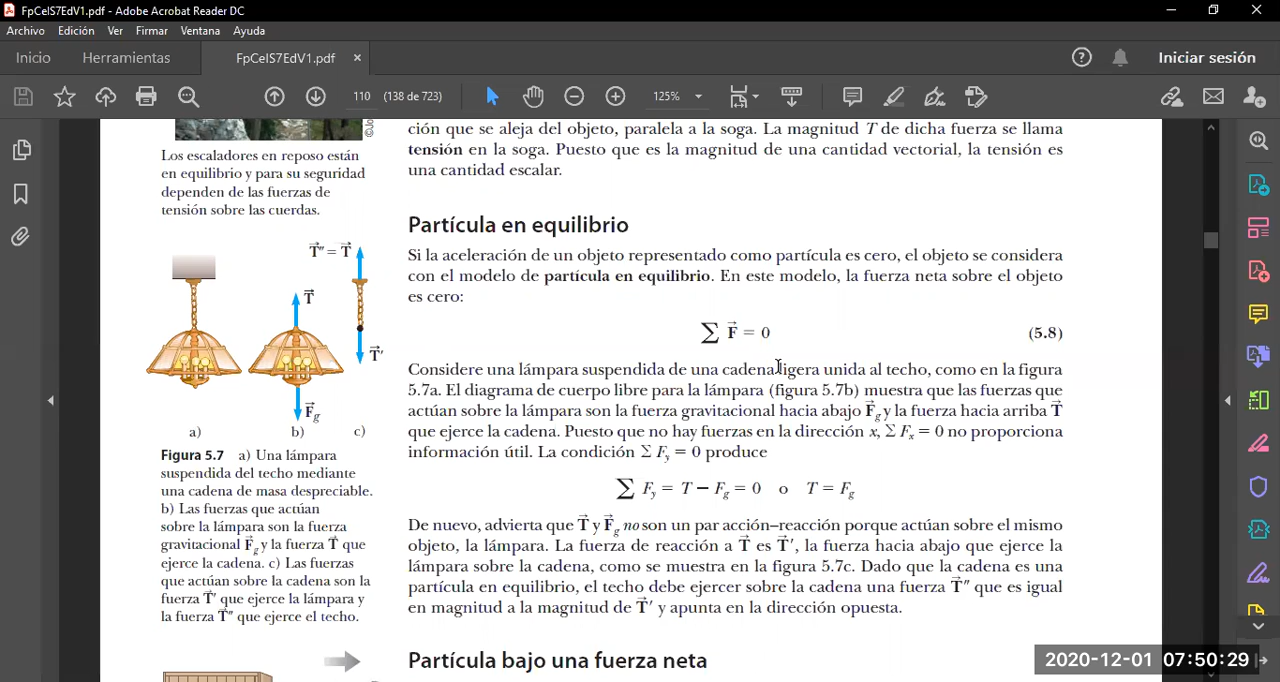 FpCeIS7EdV1.pdf - Adobe Acrobat Reader DC
Archivo Edición Ver Firmar Ventana Ayuda
Inicio Herramientas FpCeIS7EdV1.pdf × Iniciar sesión
110 (138 de 723) 125%
ción que se aleja del objeto, paralela a la soga. La magnitud T de dicha fuerza se llama
tensión en la soga. Puesto que es la magnitud de una cantidad vectorial, la tensión es
una cantidad escalar.
Los escaladores en reposo están
en equilibrio y para su seguridad
dependen de las fuerzas de
tensión sobre las cuerdas.
T⃗″ = T⃗
T⃗
T⃗′
F⃗g
a) b) c)
Figura 5.7 a) Una lámpara
suspendida del techo mediante
una cadena de masa despreciable.
b) Las fuerzas que actúan
sobre la lámpara son la fuerza
gravitacional F⃗g y la fuerza T⃗ que
ejerce la cadena. c) Las fuerzas
que actúan sobre la cadena son la
fuerza T⃗′ que ejerce la lámpara y
la fuerza T⃗″ que ejerce el techo.
Partícula en equilibrio
Si la aceleración de un objeto representado como partícula es cero, el objeto se considera
con el modelo de partícula en equilibrio. En este modelo, la fuerza neta sobre el objeto
es cero:
∑ F⃗ = 0 (5.8)
Considere una lámpara suspendida de una cadena ligera unida al techo, como en la figura
5.7a. El diagrama de cuerpo libre para la lámpara (figura 5.7b) muestra que las fuerzas que
actúan sobre la lámpara son la fuerza gravitacional hacia abajo F⃗g y la fuerza hacia arriba T⃗
que ejerce la cadena. Puesto que no hay fuerzas en la dirección x, Σ Fx = 0 no proporciona
información útil. La condición Σ Fy = 0 produce
∑ Fy = T − Fg = 0 o T = Fg
De nuevo, advierta que T⃗ y F⃗g no son un par acción–reacción porque actúan sobre el mismo
objeto, la lámpara. La fuerza de reacción a T⃗ es T⃗′, la fuerza hacia abajo que ejerce la
lámpara sobre la cadena, como se muestra en la figura 5.7c. Dado que la cadena es una
partícula en equilibrio, el techo debe ejercer sobre la cadena una fuerza T⃗″ que es igual
en magnitud a la magnitud de T⃗′ y apunta en la dirección opuesta.
Partícula bajo una fuerza neta
2020-12-01 07:50:29